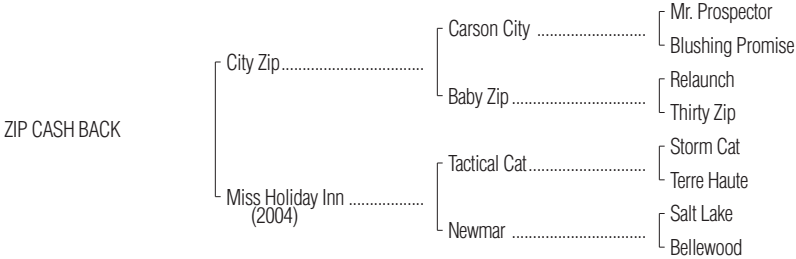 Mr. Prospector
Carson City ..........................
Blushing Promise
City Zip..................................
Relaunch
Baby Zip ................................
Thirty Zip
ZIP CASH BACK
Storm Cat
Tactical Cat............................
Terre Haute
Miss Holiday Inn ..................
(2004)
Salt Lake
Newmar ................................
Bellewood